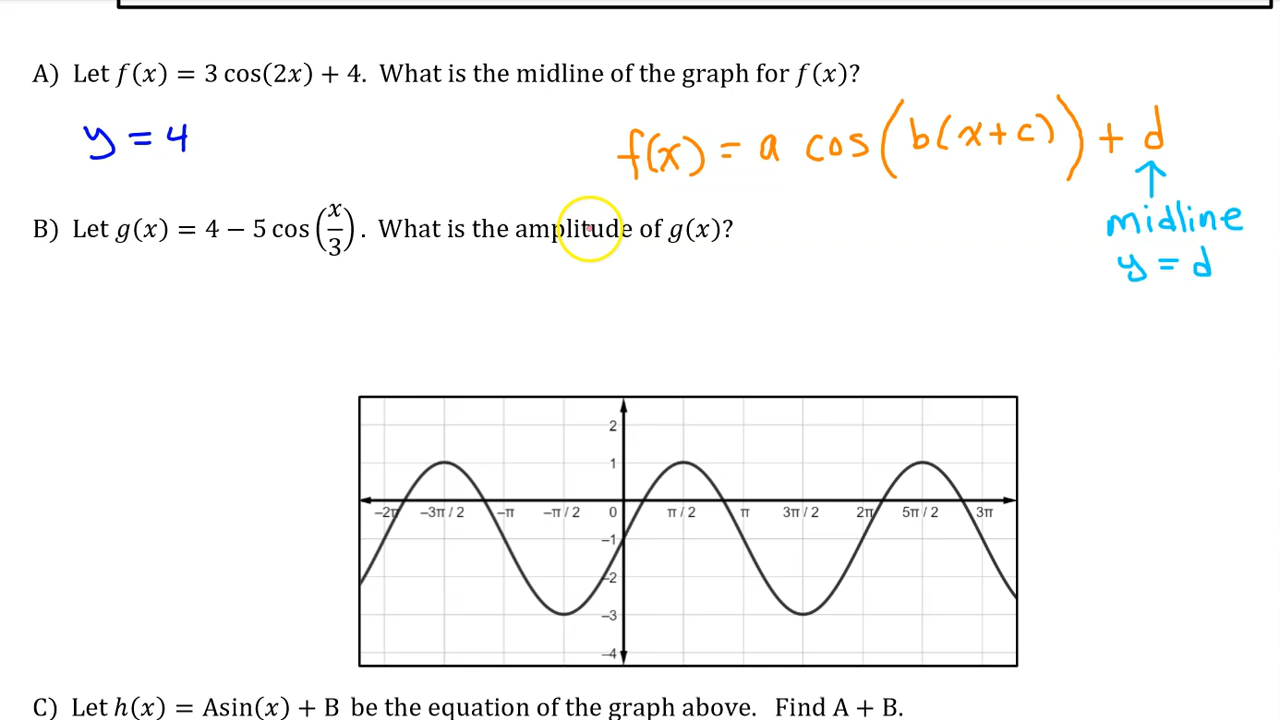 A) Let f(x) = 3 cos(2x) + 4. What is the midline of the graph for f(x)?
y = 4
f(x) = a cos(b(x+c)) + d
↑
midline
y = d
B) Let g(x) = 4 − 5 cos(x/3). What is the amplitude of g(x)?
2
1
−2π −3π / 2 −π −π / 2 0 π / 2 π 3π / 2 2π 5π / 2 3π
−1
−2
−3
−4
C) Let h(x) = Asin(x) + B be the equation of the graph above. Find A + B.